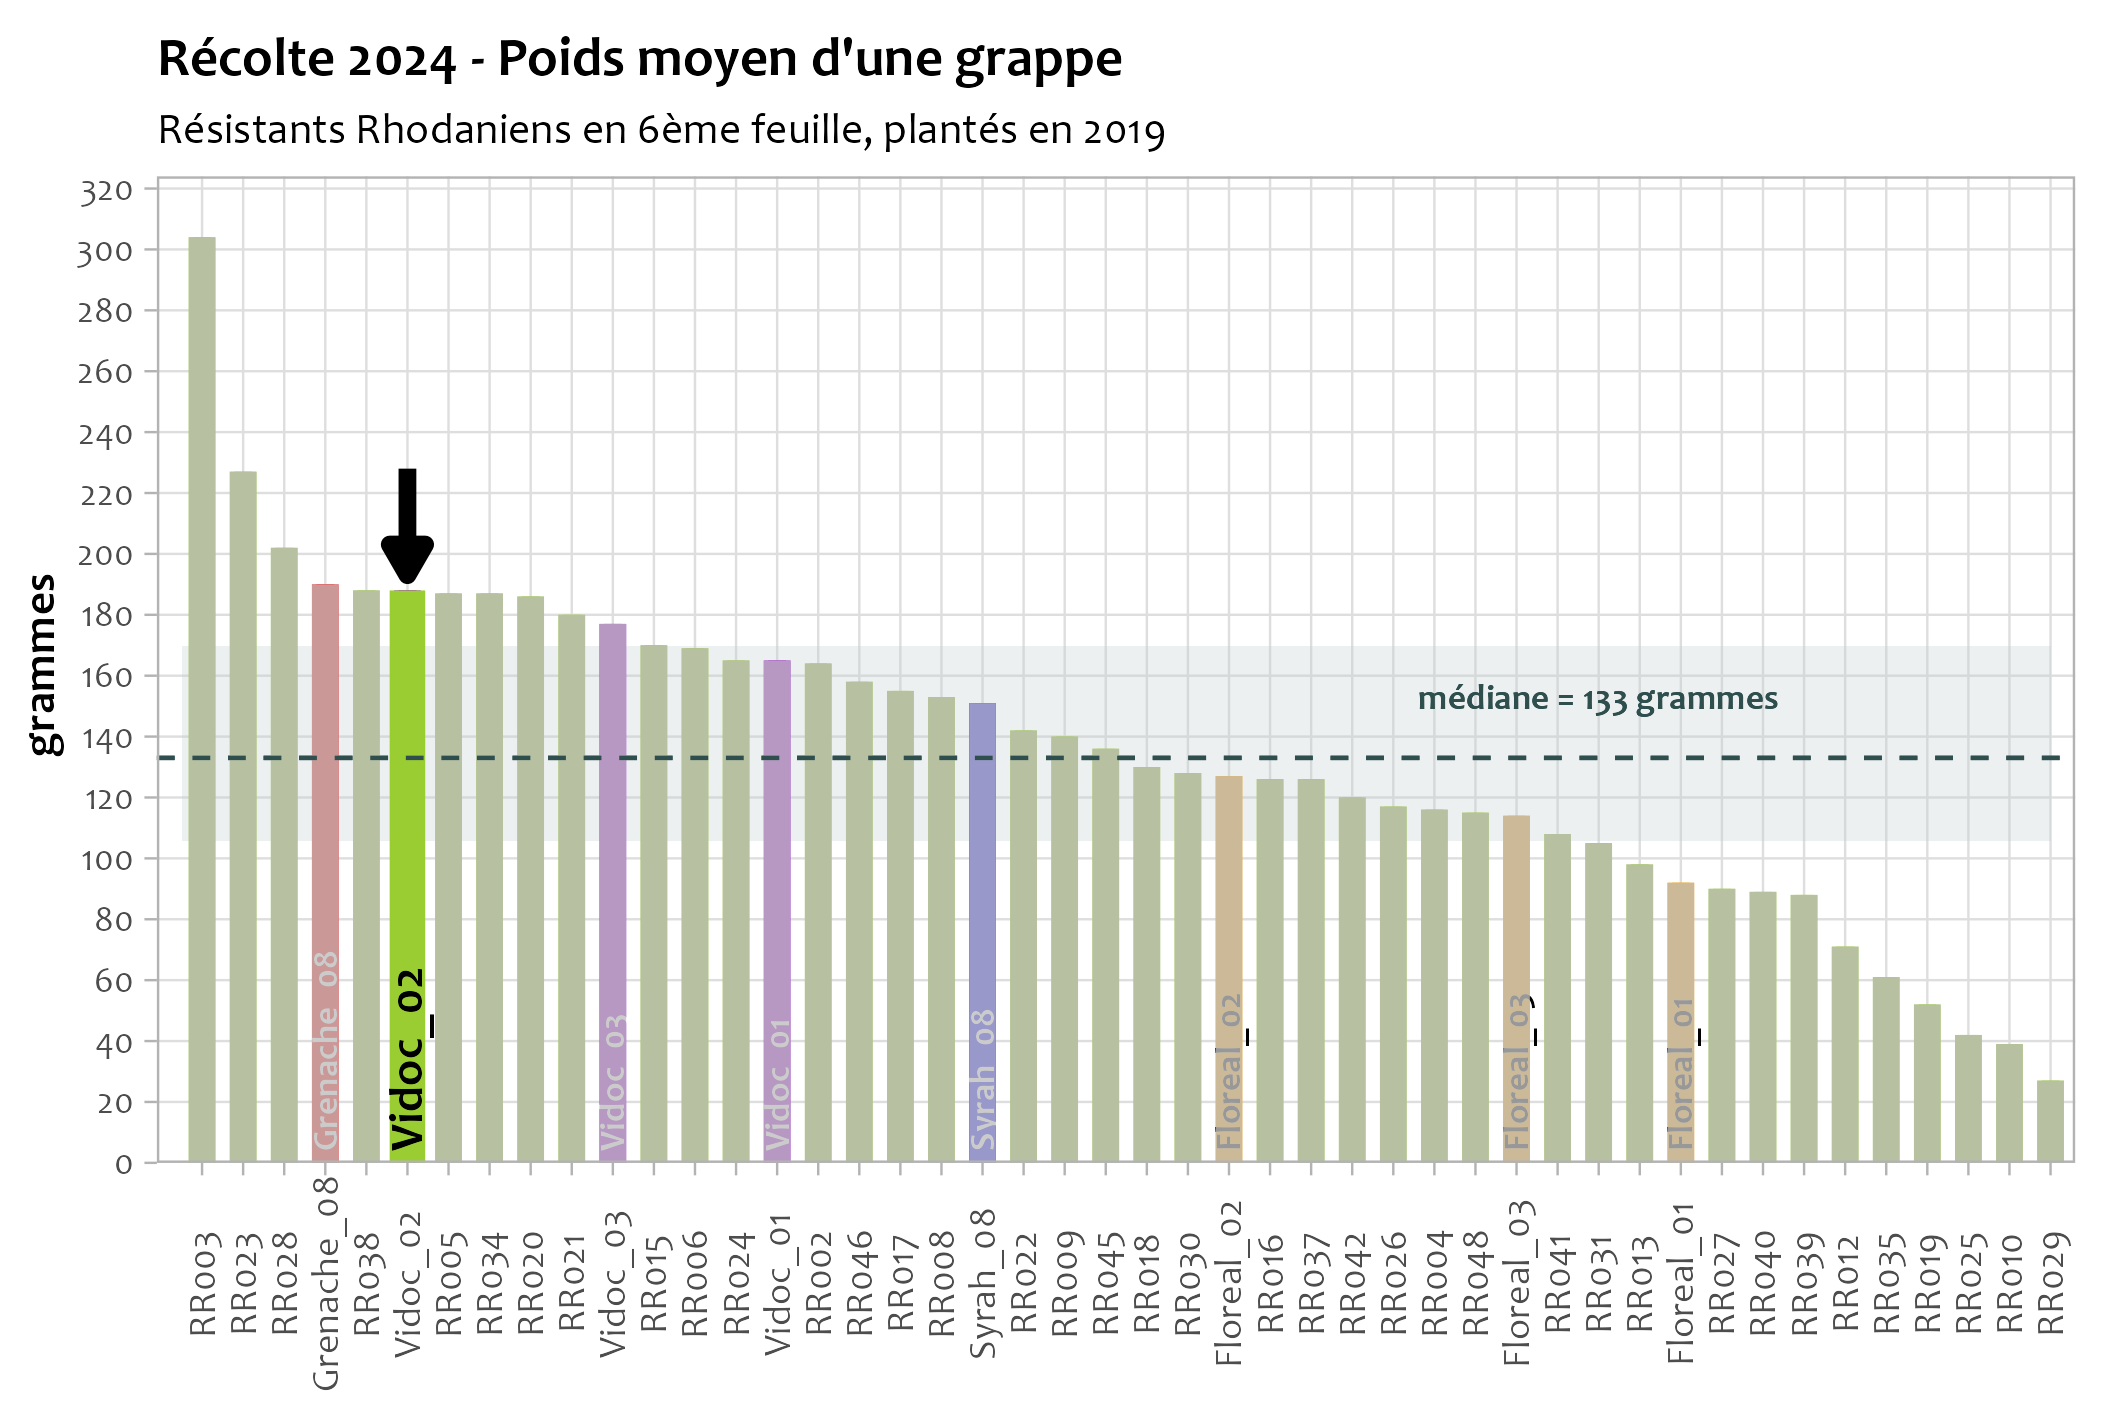 Récolte 2024 - Poids moyen d'une grappe
Résistants Rhodaniens en 6ème feuille, plantés en 2019
grammes
320
300
280
260
240
220
200
180
160
140
120
100
80
60
40
20
0
médiane = 133 grammes
Grenache_08
Vidoc_02
Vidoc_03
Vidoc_01
Syrah_08
Floreal_02
Floreal_03
Floreal_01
RR003
RR023
RR028
Grenache_08
RR038
Vidoc_02
RR005
RR034
RR020
RR021
Vidoc_03
RR015
RR006
RR024
Vidoc_01
RR002
RR046
RR017
RR008
Syrah_08
RR022
RR009
RR045
RR018
RR030
Floreal_02
RR016
RR037
RR042
RR026
RR004
RR048
Floreal_03
RR041
RR031
RR013
Floreal_01
RR027
RR040
RR039
RR012
RR035
RR019
RR025
RR010
RR029